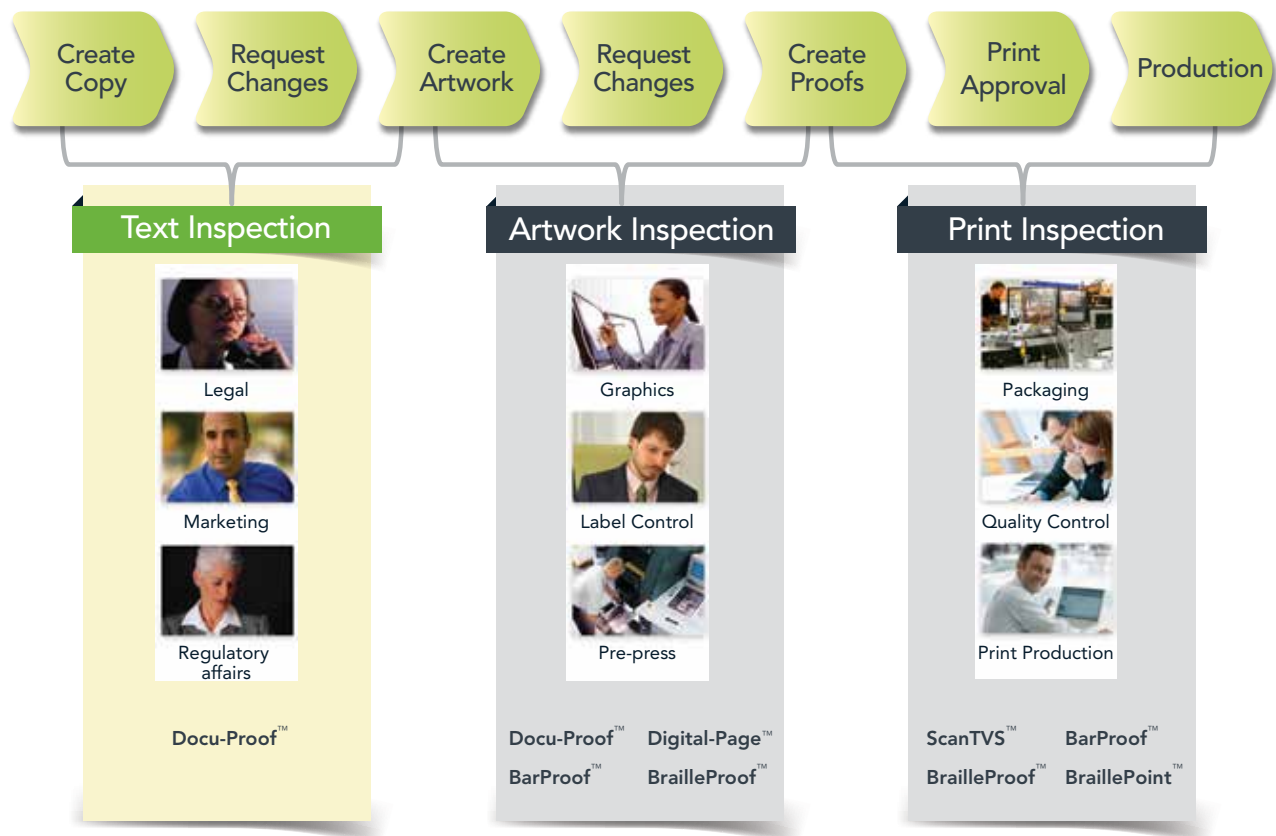 Create
Copy
Request
Changes
Create
Artwork
Request
Changes
Create
Proofs
Print
Approval
Production
Text Inspection
Legal
Marketing
Regulatory
affairs
Docu-Proof™
Artwork Inspection
Graphics
Label Control
Pre-press
Docu-Proof™ Digital-Page™
BarProof™ BrailleProof™
Print Inspection
Packaging
Quality Control
Print Production
ScanTVS™ BarProof™
BrailleProof™ BraillePoint™